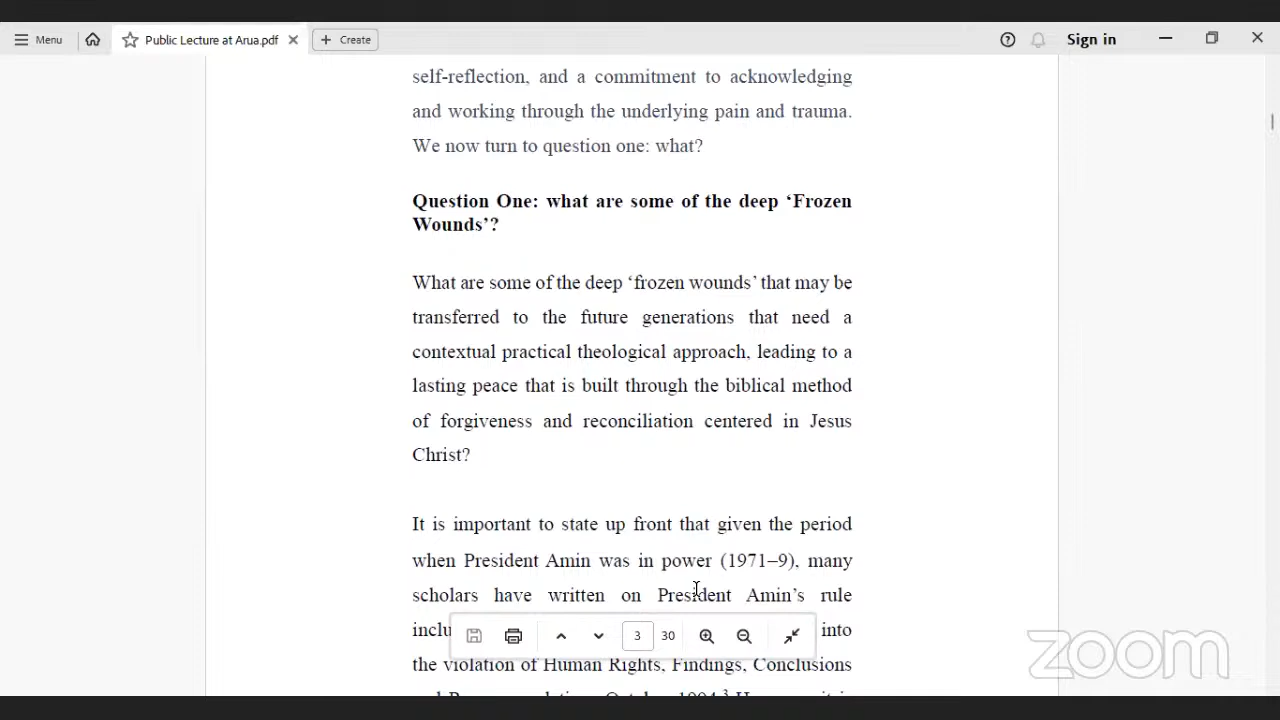 Menu
Public Lecture at Arua.pdf
Create
Sign in
self-reflection, and a commitment to acknowledging
and working through the underlying pain and trauma.
We now turn to question one: what?
Question One: what are some of the deep ‘Frozen
Wounds’?
What are some of the deep ‘frozen wounds’ that may be
transferred to the future generations that need a
contextual practical theological approach, leading to a
lasting peace that is built through the biblical method
of forgiveness and reconciliation centered in Jesus
Christ?
It is important to state up front that given the period
when President Amin was in power (1971–9), many
scholars have written on President Amin’s rule
into
3 30
the violation of Human Rights, Findings, Conclusions
zoom